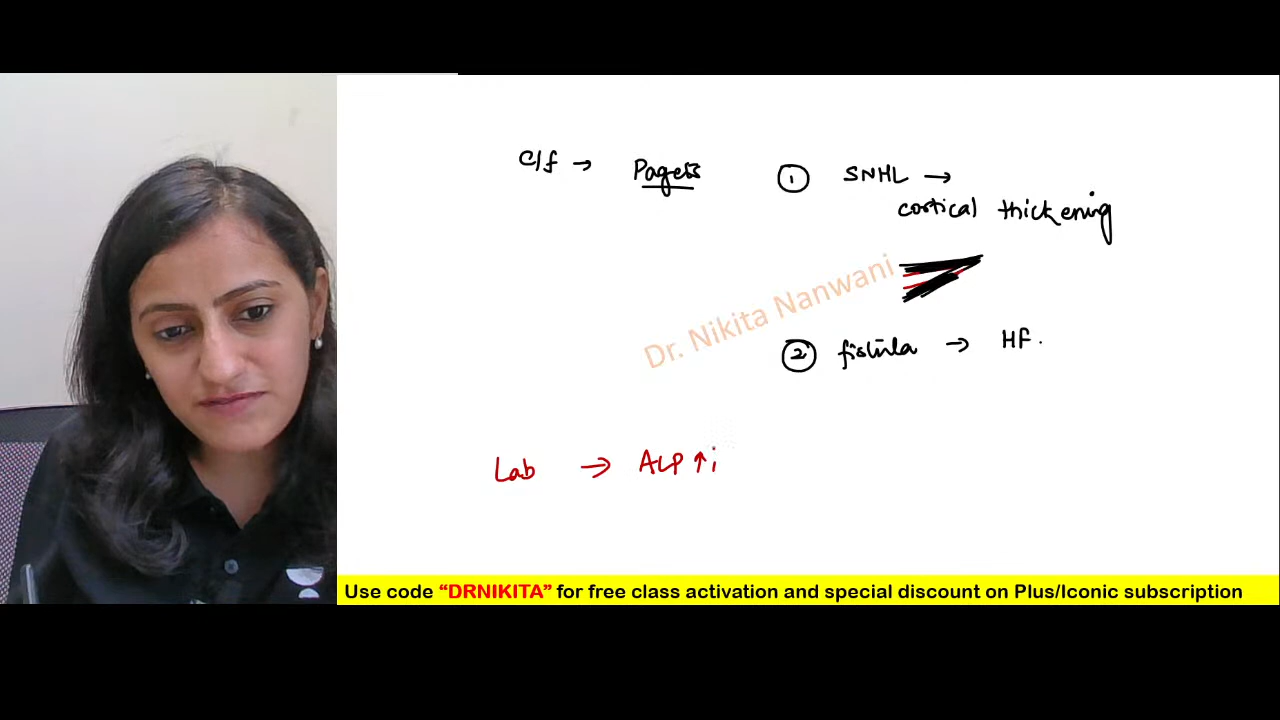 c/f → Pagets ① SNHL →
cortical thickening
Dr. Nikita Nanwani
② fistula → HF.
Lab → ALP ↑ i
Use code “DRNIKITA” for free class activation and special discount on Plus/Iconic subscription